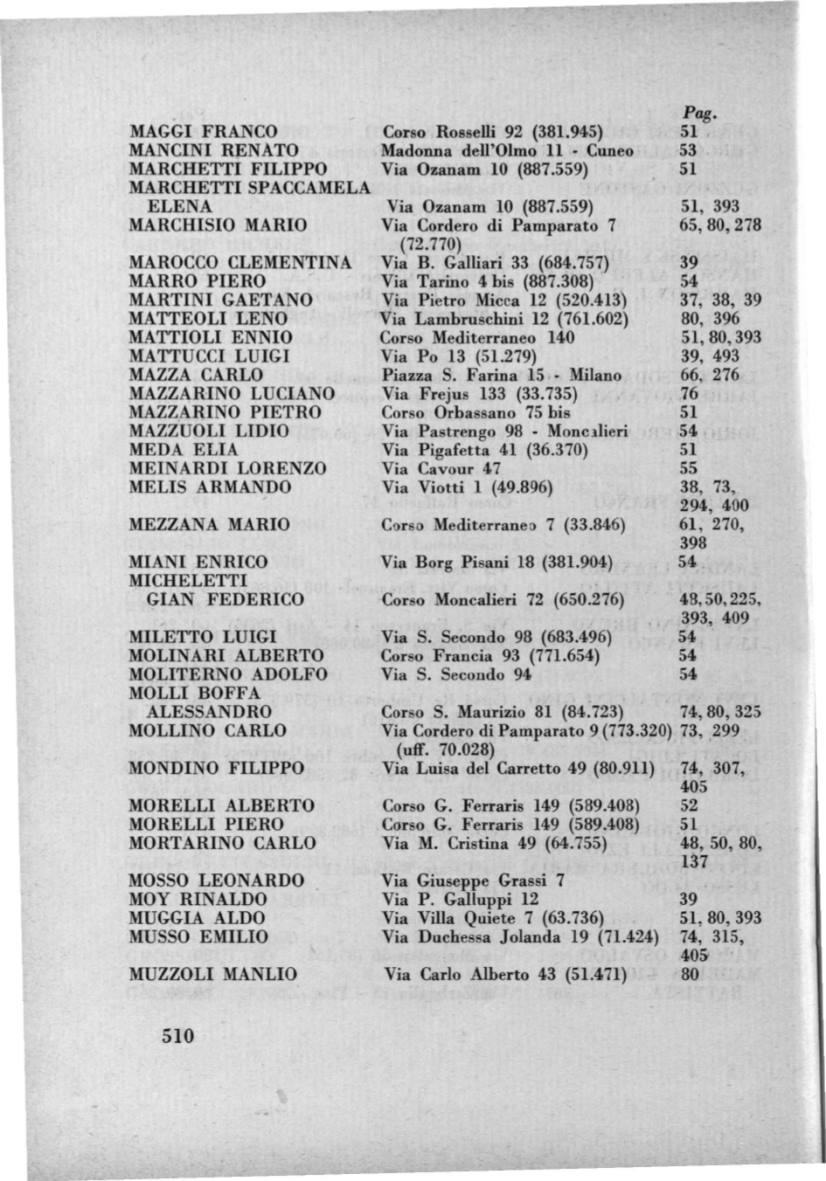 Pag.
MAGGI FRANCO Corso Rosselli 92 (381.945) 51
MANCINI RENATO Madonna dell'Olmo 11 - Cuneo 53
MARCHETTI FILIPPO Via Ozanam 10 (887.559) 51
MARCHETTI SPACCAMELA
ELENA Via Ozanam 10 (887.559) 51, 393
MARCHISIO MARIO Via Cordero di Pamparato 7 65, 80, 278
(72.770)
MAROCCO CLEMENTINA Via B. Galliari 33 (684.757) 39
MARRO PIERO Via Tarino 4 bis (887.308) 54
MARTINI GAETANO Via Pietro Micca 12 (520.413) 37, 38, 39
MATTEOLI LENO Via Lambruschini 12 (761.602) 80, 396
MATTIOLI ENNIO Corso Mediterraneo 140 51, 80, 393
MATTUCCI LUIGI Via Po 13 (51.279) 39, 493
MAZZA CARLO Piazza S. Farina 15 - Milano 66, 276
MAZZARINO LUCIANO Via Frejus 133 (33.735) 76
MAZZARINO PIETRO Corso Orbassano 75 bis 51
MAZZUOLI LIDIO Via Pastrengo 98 - Moncalieri 54
MEDA ELIA Via Pigafetta 41 (36.370) 51
MEINARDI LORENZO Via Cavour 47 55
MELIS ARMANDO Via Viotti 1 (49.896) 38, 73,
294, 400
MEZZANA MARIO Corso Mediterraneo 7 (33.846) 61, 270,
398
MIANI ENRICO Via Borg Pisani 18 (381.904) 54
MICHELETTI
GIAN FEDERICO Corso Moncalieri 72 (650.276) 48, 50, 225,
393, 409
MILETTO LUIGI Via S. Secondo 98 (683.496) 54
MOLINARI ALBERTO Corso Francia 93 (771.654) 54
MOLITERNO ADOLFO Via S. Secondo 94 54
MOLLI BOFFA
ALESSANDRO Corso S. Maurizio 81 (84.723) 74, 80, 325
MOLLINO CARLO Via Cordero di Pamparato 9 (773.320) 73, 299
(uff. 70.028)
MONDINO FILIPPO Via Luisa del Carretto 49 (80.911) 74, 307,
405
MORELLI ALBERTO Corso G. Ferraris 149 (589.408) 52
MORELLI PIERO Corso G. Ferraris 149 (589.408) 51
MORTARINO CARLO Via M. Cristina 49 (64.755) 48, 50, 80,
137
MOSSO LEONARDO Via Giuseppe Grassi 7
MOY RINALDO Via P. Galluppi 12 39
MUGGIA ALDO Via Villa Quiete 7 (63.736) 51, 80, 393
MUSSO EMILIO Via Duchessa Jolanda 19 (71.424) 74, 315,
405
MUZZOLI MANLIO Via Carlo Alberto 43 (51.471) 80
510